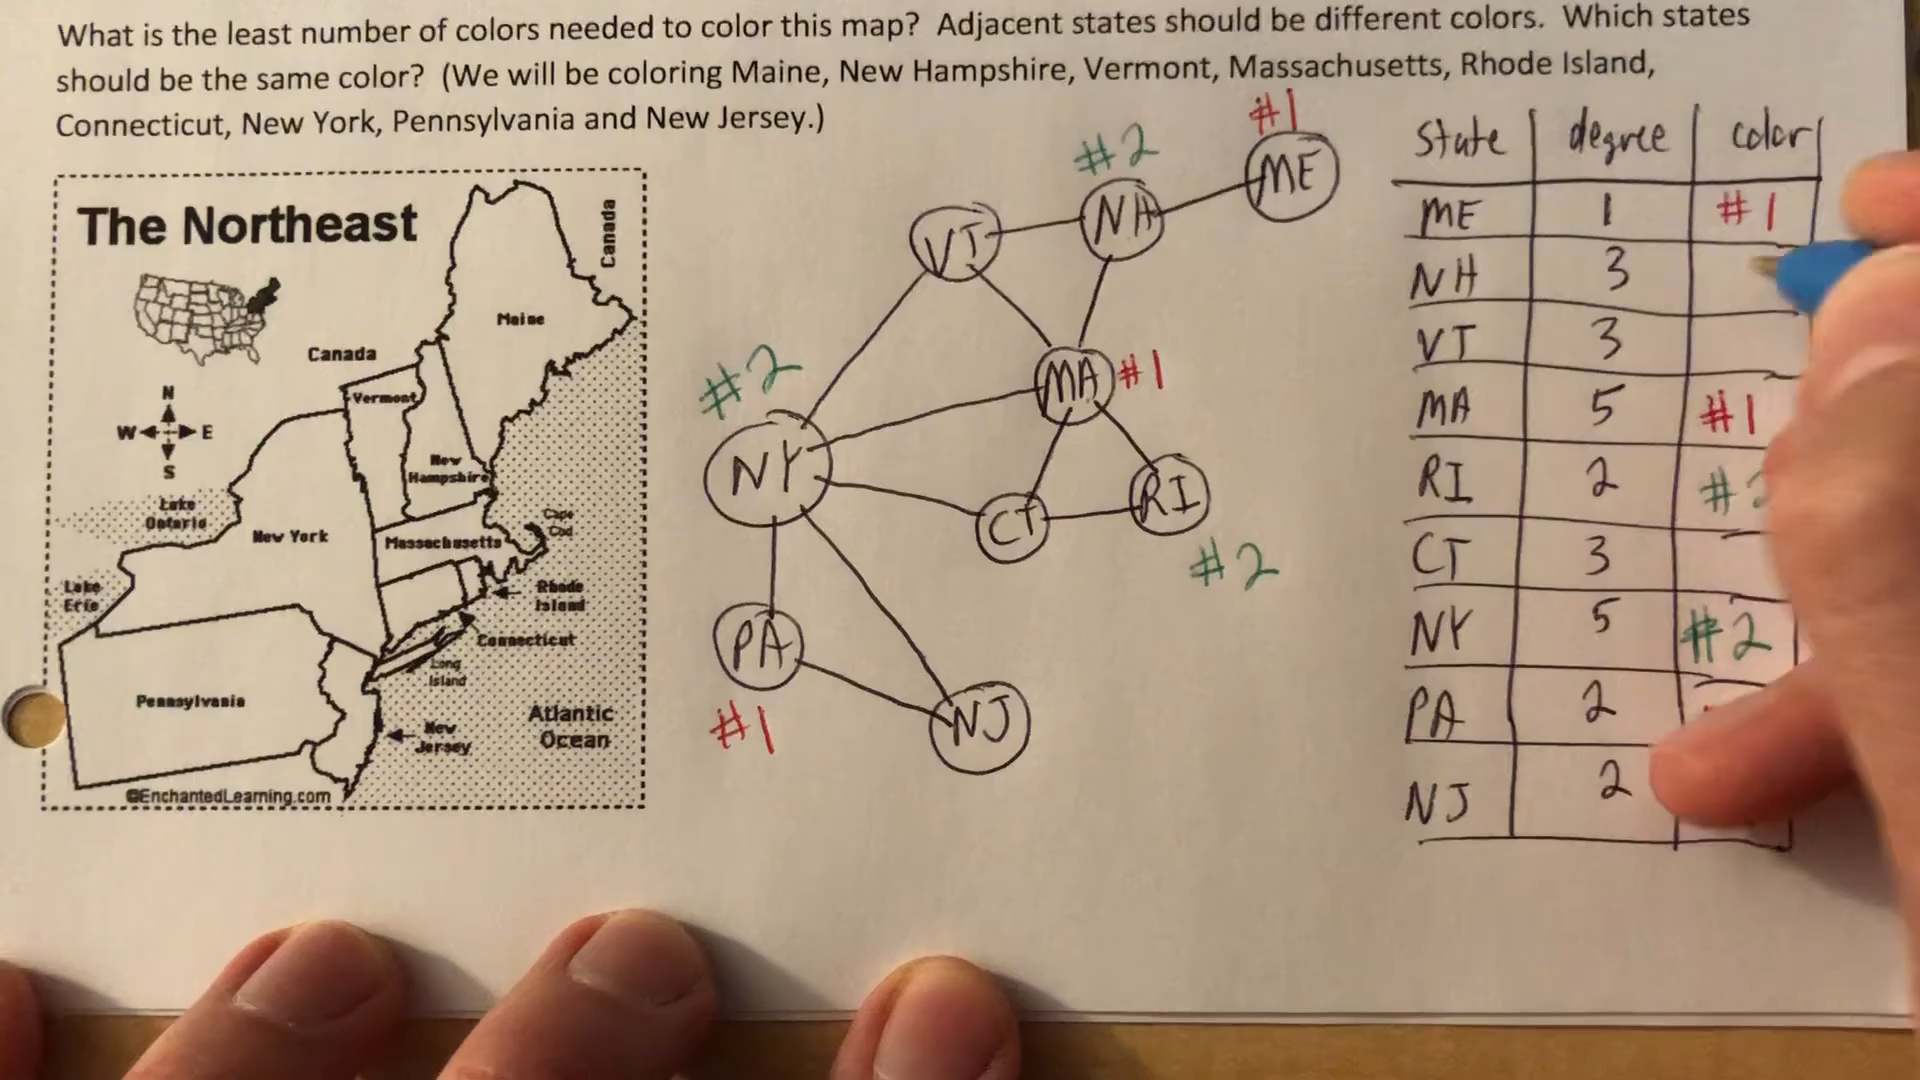 What is the least number of colors needed to color this map? Adjacent states should be different colors. Which states
should be the same color? (We will be coloring Maine, New Hampshire, Vermont, Massachusetts, Rhode Island,
Connecticut, New York, Pennsylvania and New Jersey.)
The Northeast
Canada
Maine
Canada
N
W E
S
Vermont
New
Hampshire
Lake
Ontario
New York
Massachusetts
Cape
Cod
Lake
Erie
Rhode
Island
Connecticut
Long
Island
Pennsylvania
New
Jersey
Atlantic
Ocean
©EnchantedLearning.com
#1
#2
ME
NH
VT
#2
MA #1
NY
RI
CT
#2
PA
NJ
#1
State degree color
ME 1 #1
NH 3
VT 3
MA 5 #1
RI 2 #2
CT 3
NY 5 #2
PA 2
NJ 2